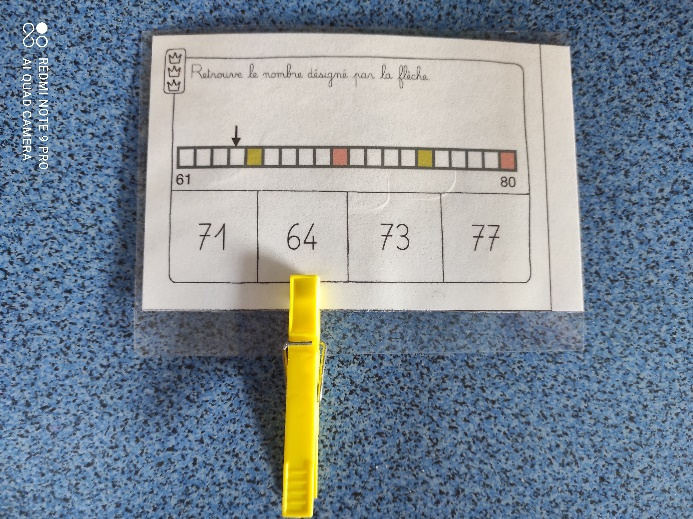 Retrouve le nombre désigné par la flèche.
61 80
71 64 73 77
REDMI NOTE 9 PRO
AI QUAD CAMERA